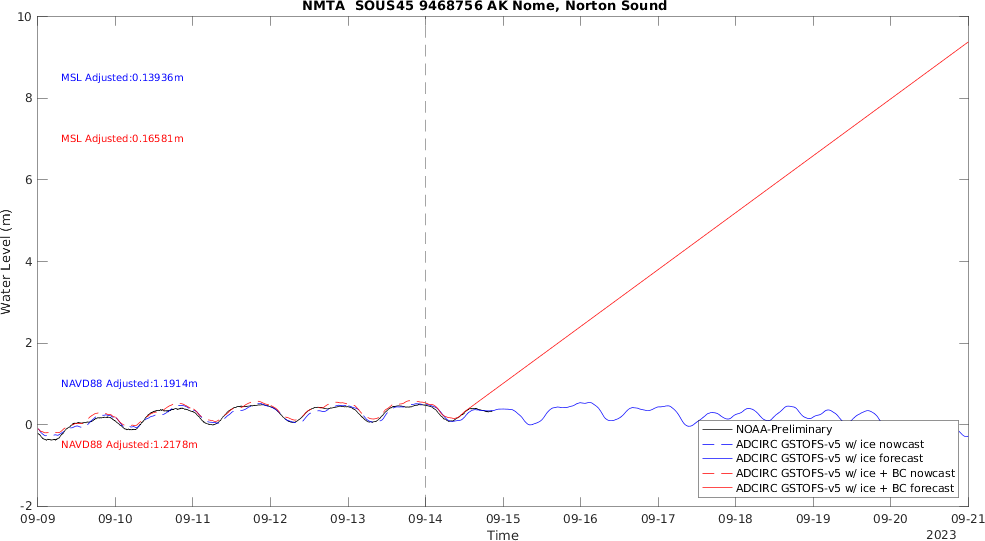 NMTA SOUS45 9468756 AK Nome, Norton Sound
10
8
6
4
2
0
-2
Water Level (m)
MSL Adjusted:0.13936m
MSL Adjusted:0.16581m
NAVD88 Adjusted:1.1914m
NAVD88 Adjusted:1.2178m
NOAA-Preliminary
ADCIRC GSTOFS-v5 w/ ice nowcast
ADCIRC GSTOFS-v5 w/ ice forecast
ADCIRC GSTOFS-v5 w/ ice + BC nowcast
ADCIRC GSTOFS-v5 w/ ice + BC forecast
09-09 09-10 09-11 09-12 09-13 09-14 09-15 09-16 09-17 09-18 09-19 09-20 09-21
Time
2023